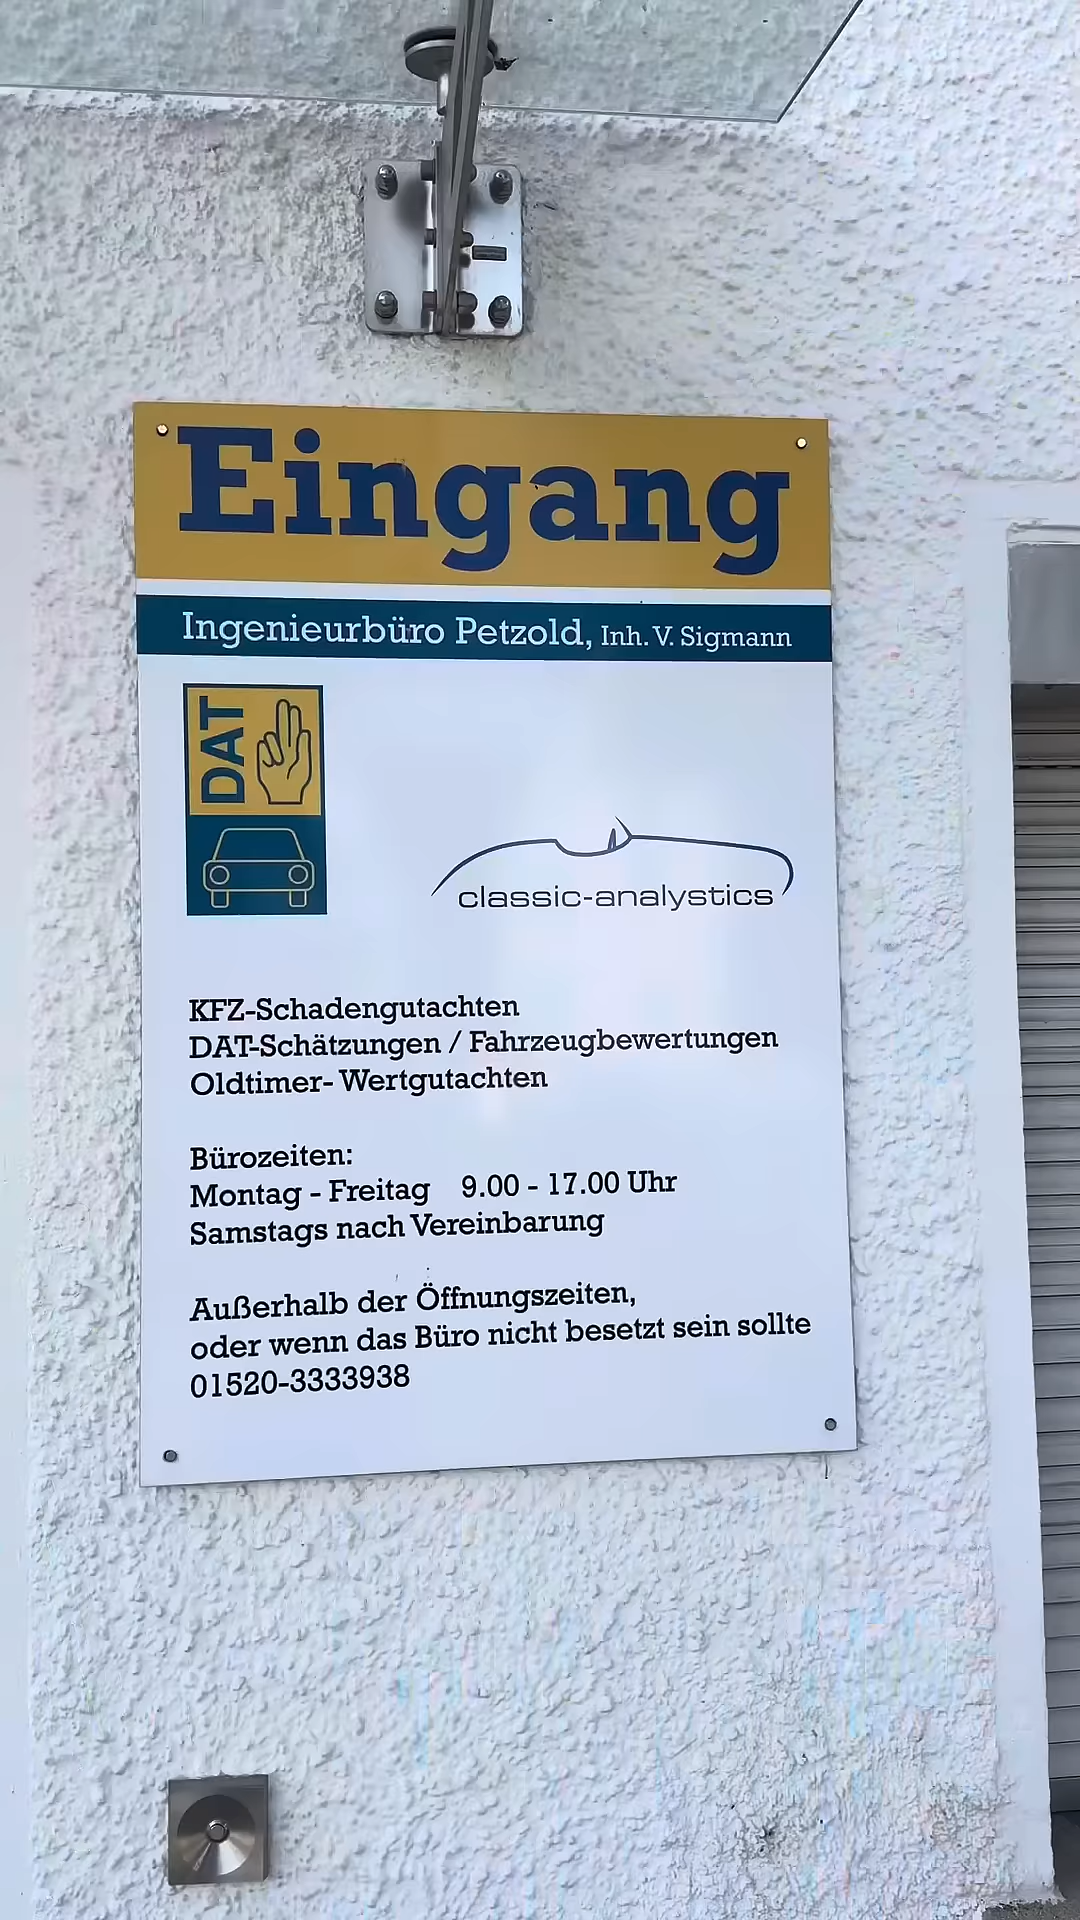 Eingang
Ingenieurbüro Petzold, Inh. V. Sigmann
DAT
classic-analystics
KFZ-Schadengutachten
DAT-Schätzungen / Fahrzeugbewertungen
Oldtimer- Wertgutachten
Bürozeiten:
Montag - Freitag 9.00 - 17.00 Uhr
Samstags nach Vereinbarung
Außerhalb der Öffnungszeiten,
oder wenn das Büro nicht besetzt sein sollte
01520-3333938